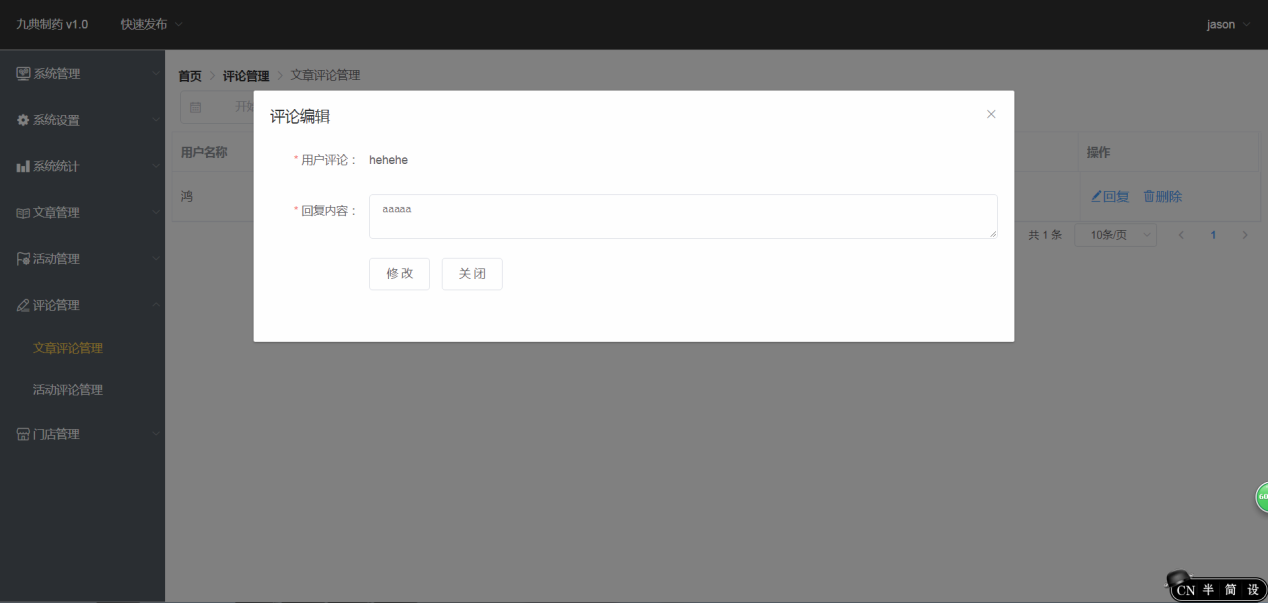 九典制药 v1.0 快速发布 jason
系统管理
系统设置
系统统计
文章管理
活动管理
评论管理
文章评论管理
活动评论管理
门店管理
首页 > 评论管理 > 文章评论管理
用户名称 操作
鸿 回复 删除
共 1 条 10条/页 < 1 >
评论编辑
* 用户评论： hehehe
* 回复内容： aaaaa
修 改 关 闭
CN 半 简 设